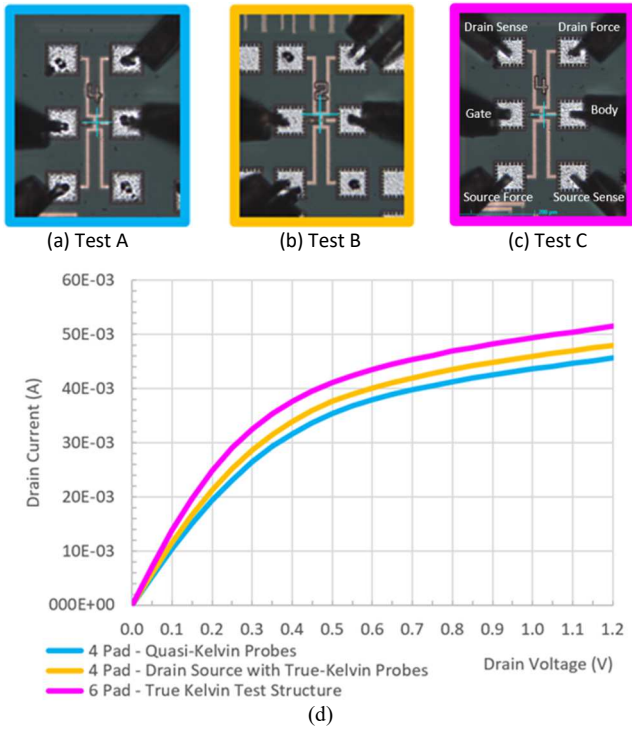 Drain Sense Drain Force
Gate Body
Source Force Source Sense
(a) Test A (b) Test B (c) Test C
60E-03
50E-03
40E-03
30E-03
20E-03
10E-03
000E+00
Drain Current (A)
0.0 0.1 0.2 0.3 0.4 0.5 0.6 0.7 0.8 0.9 1.0 1.1 1.2
Drain Voltage (V)
4 Pad - Quasi-Kelvin Probes
4 Pad - Drain Source with True-Kelvin Probes
6 Pad - True Kelvin Test Structure
(d)